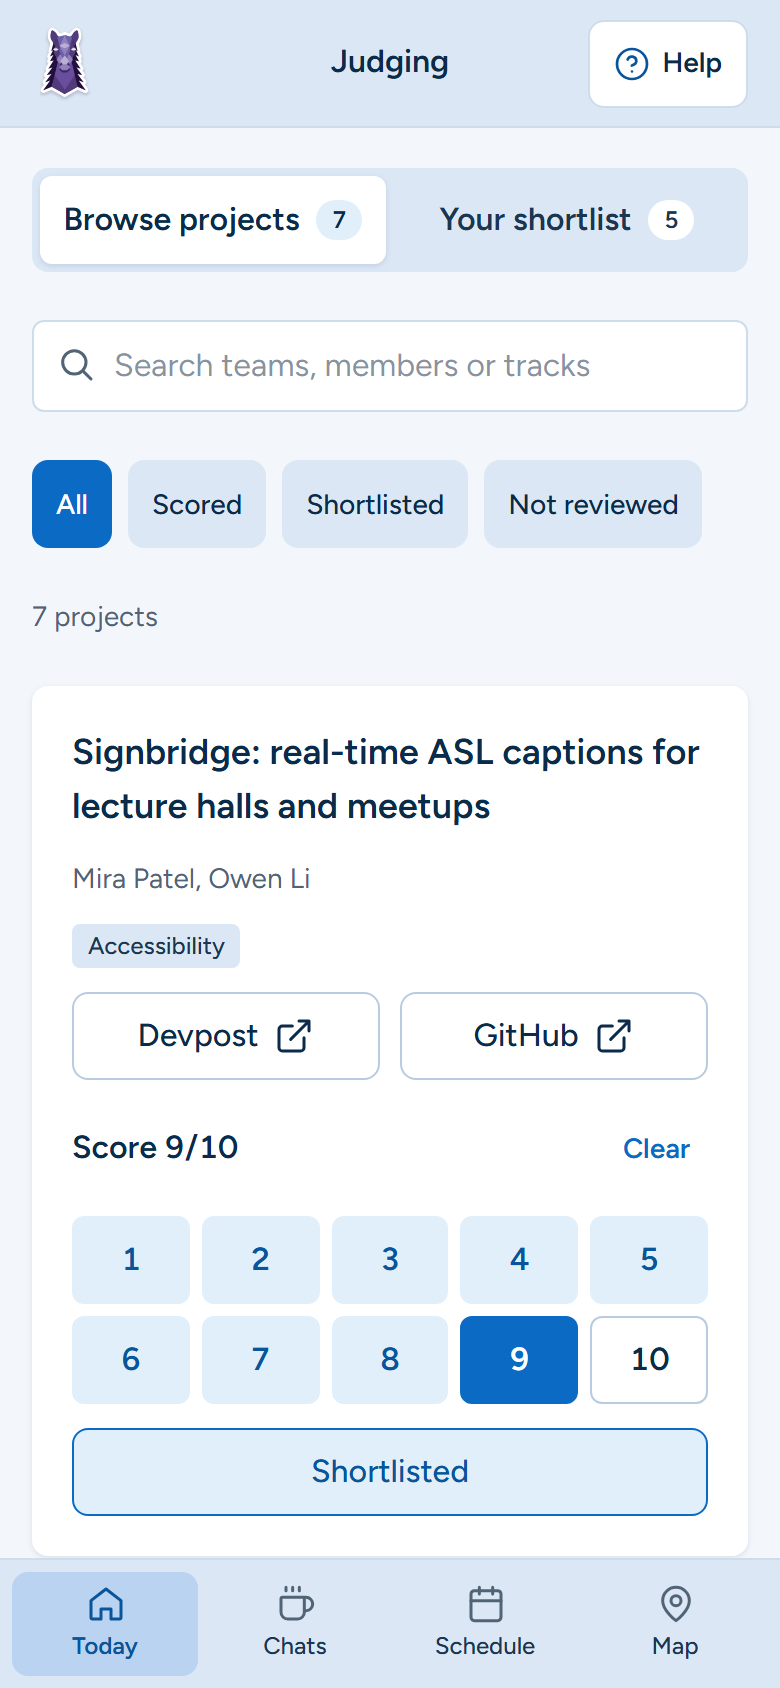 Judging
Help
Browse projects 7
Your shortlist 5
Search teams, members or tracks
All
Scored
Shortlisted
Not reviewed
7 projects
Signbridge: real-time ASL captions for
lecture halls and meetups
Mira Patel, Owen Li
Accessibility
Devpost
GitHub
Score 9/10
Clear
1 2 3 4 5
6 7 8 9 10
Shortlisted
Today
Chats
Schedule
Map